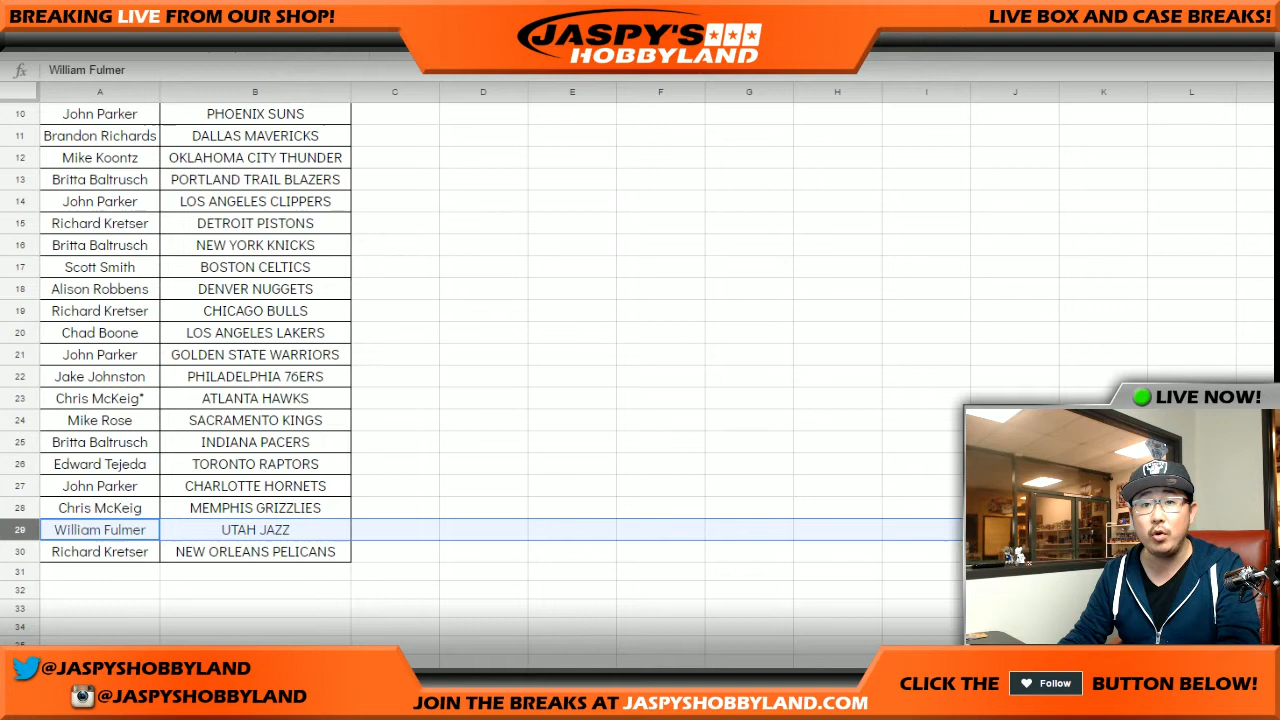 BREAKING LIVE FROM OUR SHOP!
JASPY'S
HOBBYLAND
LIVE BOX AND CASE BREAKS!
fx William Fulmer
A B C D E F G H I J K L
10 John Parker PHOENIX SUNS
11 Brandon Richards DALLAS MAVERICKS
12 Mike Koontz OKLAHOMA CITY THUNDER
13 Britta Baltrusch PORTLAND TRAIL BLAZERS
14 John Parker LOS ANGELES CLIPPERS
15 Richard Kretser DETROIT PISTONS
16 Britta Baltrusch NEW YORK KNICKS
17 Scott Smith BOSTON CELTICS
18 Alison Robbens DENVER NUGGETS
19 Richard Kretser CHICAGO BULLS
20 Chad Boone LOS ANGELES LAKERS
21 John Parker GOLDEN STATE WARRIORS
22 Jake Johnston PHILADELPHIA 76ERS
23 Chris McKeig* ATLANTA HAWKS
24 Mike Rose SACRAMENTO KINGS
25 Britta Baltrusch INDIANA PACERS
26 Edward Tejeda TORONTO RAPTORS
27 John Parker CHARLOTTE HORNETS
28 Chris McKeig MEMPHIS GRIZZLIES
29 William Fulmer UTAH JAZZ
30 Richard Kretser NEW ORLEANS PELICANS
31
32
33
34
LIVE NOW!
@JASPYSHOBBYLAND
@JASPYSHOBBYLAND
JOIN THE BREAKS AT JASPYSHOBBYLAND.COM
CLICK THE Follow BUTTON BELOW!